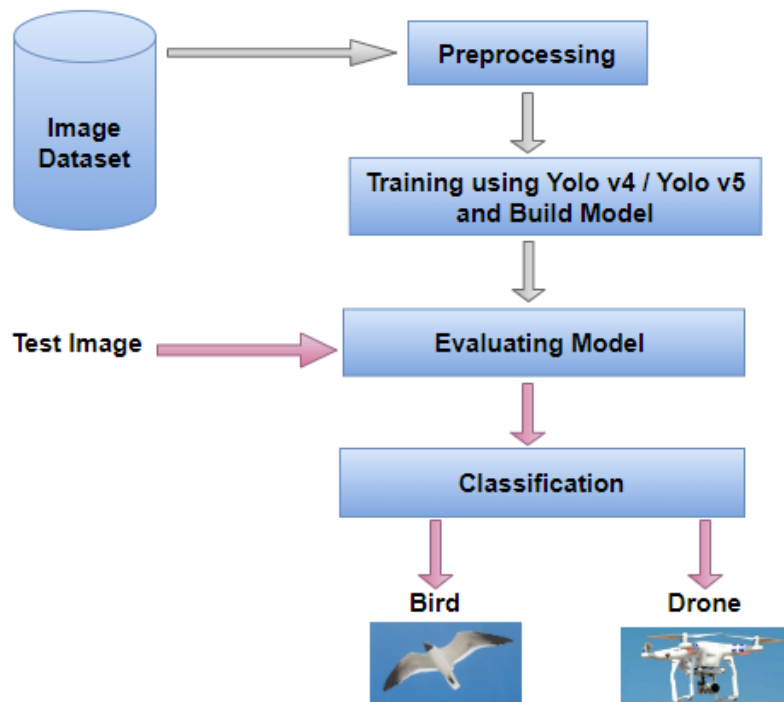 Preprocessing
Image
Dataset
Training using Yolo v4 / Yolo v5
and Build Model
Test Image
Evaluating Model
Classification
Bird
Drone